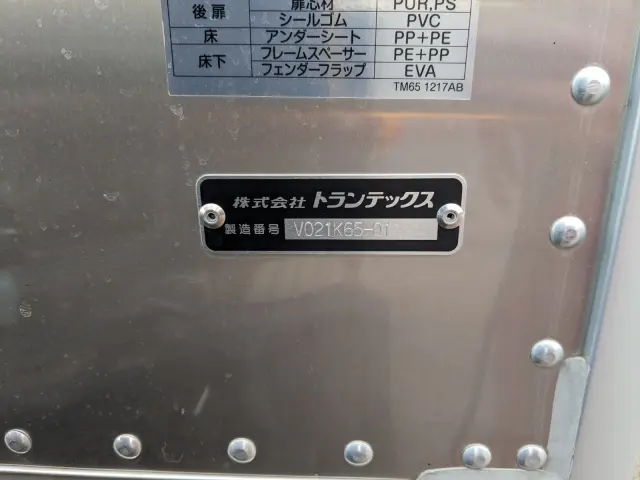 扉芯材 PUR,PS
後扉 シールゴム PVC
床 アンダーシート PP+PE
床下 フレームスペーサー PE+PP
フェンダーフラップ EVA
TM65 1217AB
株式会社 トランテックス
製造番号 V021K65-01